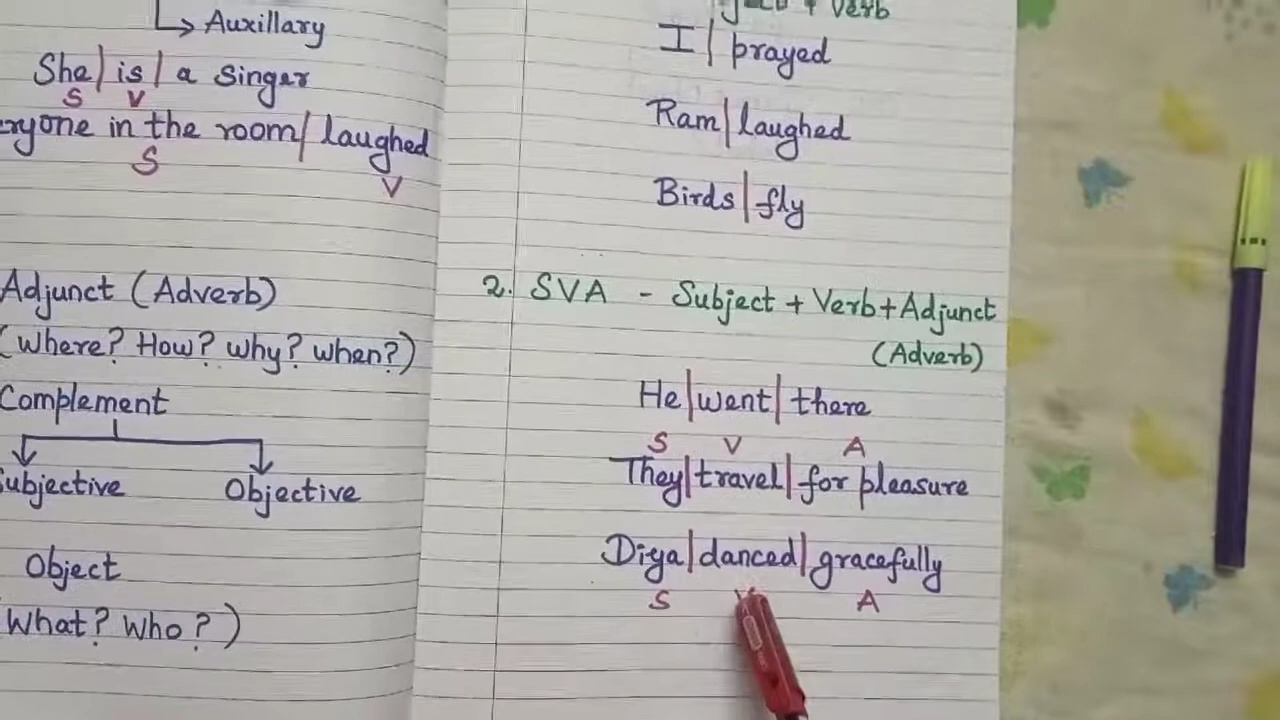 Auxillary
She | is | a singer
S V
in the room / laughed
S
V
Adjunct (Adverb)
(Where? How? Why? When?)
Complement
Subjective Objective
Object
(What? Who?)
+ Verb
I | prayed
Ram | laughed
Birds | fly
2. SVA - Subject + Verb + Adjunct
(Adverb)
He | went | there
S V A
They | travel | for pleasure
Diya | danced | gracefully
S V A